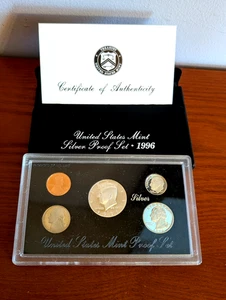 Certificate of Authenticity
United States Mint
Silver Proof Set • 1996
Silver
United States Mint Proof Set